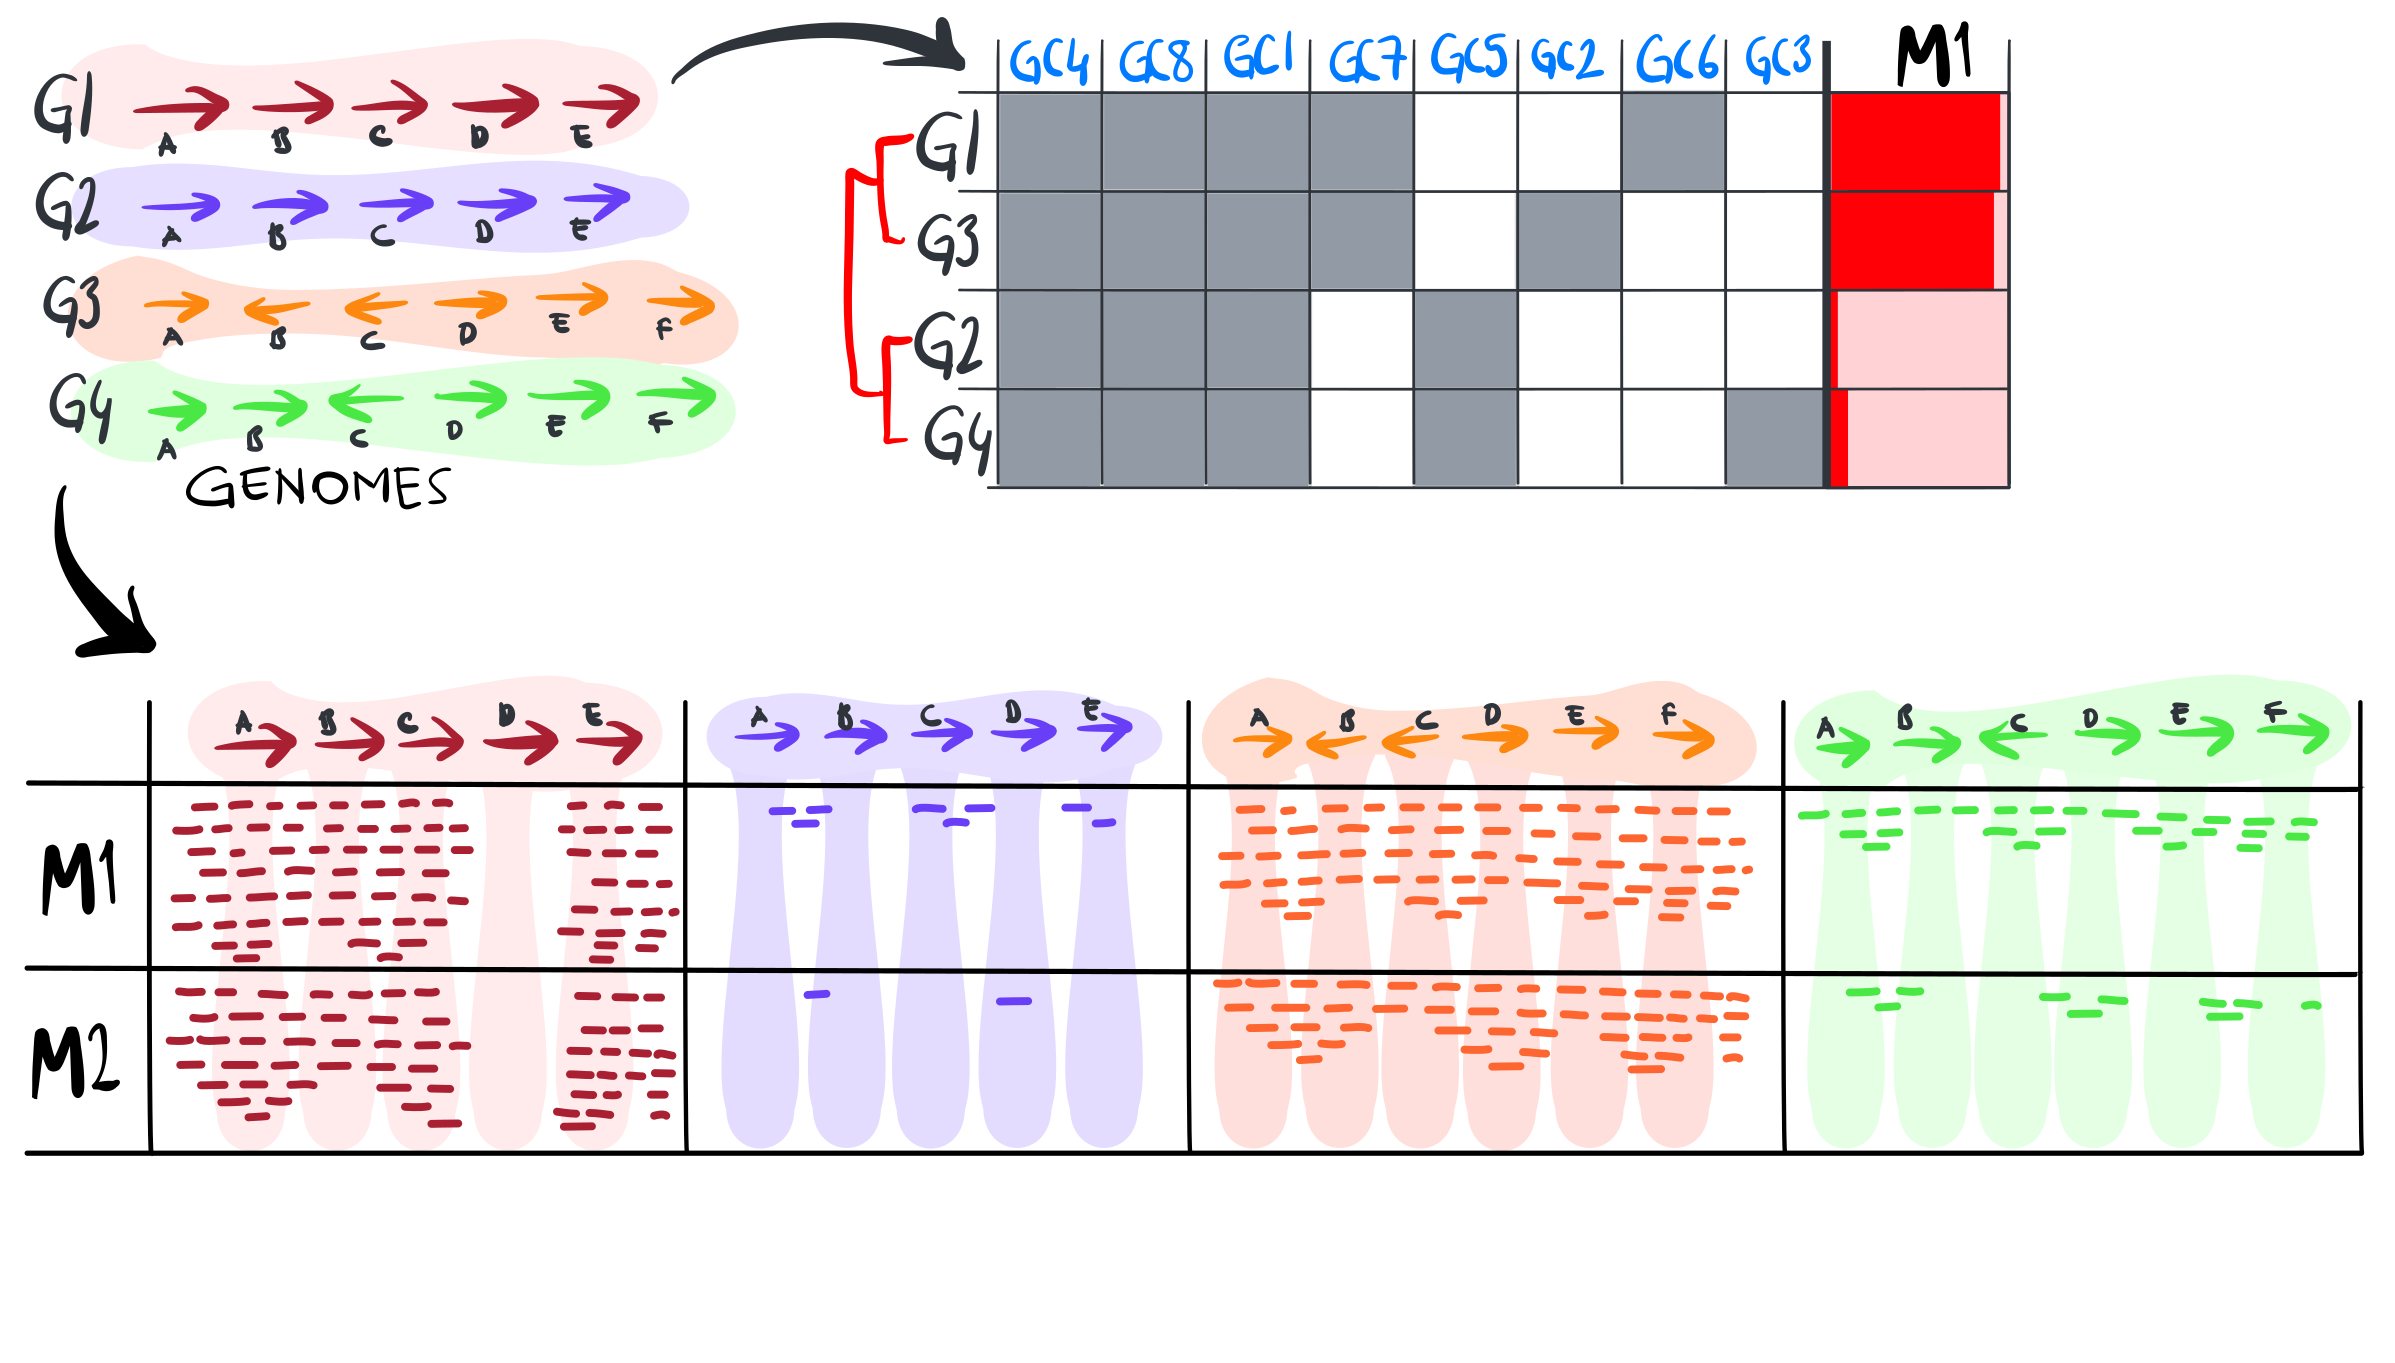 G1 A B C D E
G2 A B C D E
G3 A B C D E F
G4 A B C D E F
GENOMES
GC4 GC8 GC1 GC7 GC5 GC2 GC6 GC3 M1
G1
G3
G2
G4
A B C D E A B C D E A B C D E F A B C D E F
M1
M2